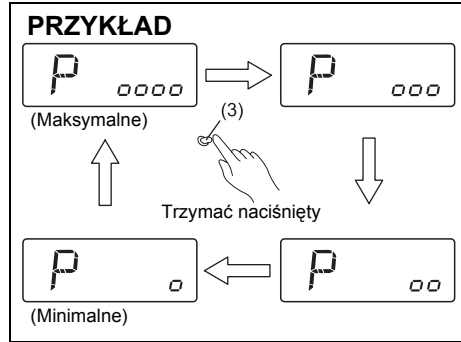 PRZYKŁAD
P oooo
P ooo
(Maksymalne)
(3)
Trzymać naciśnięty
P o
P oo
(Minimalne)